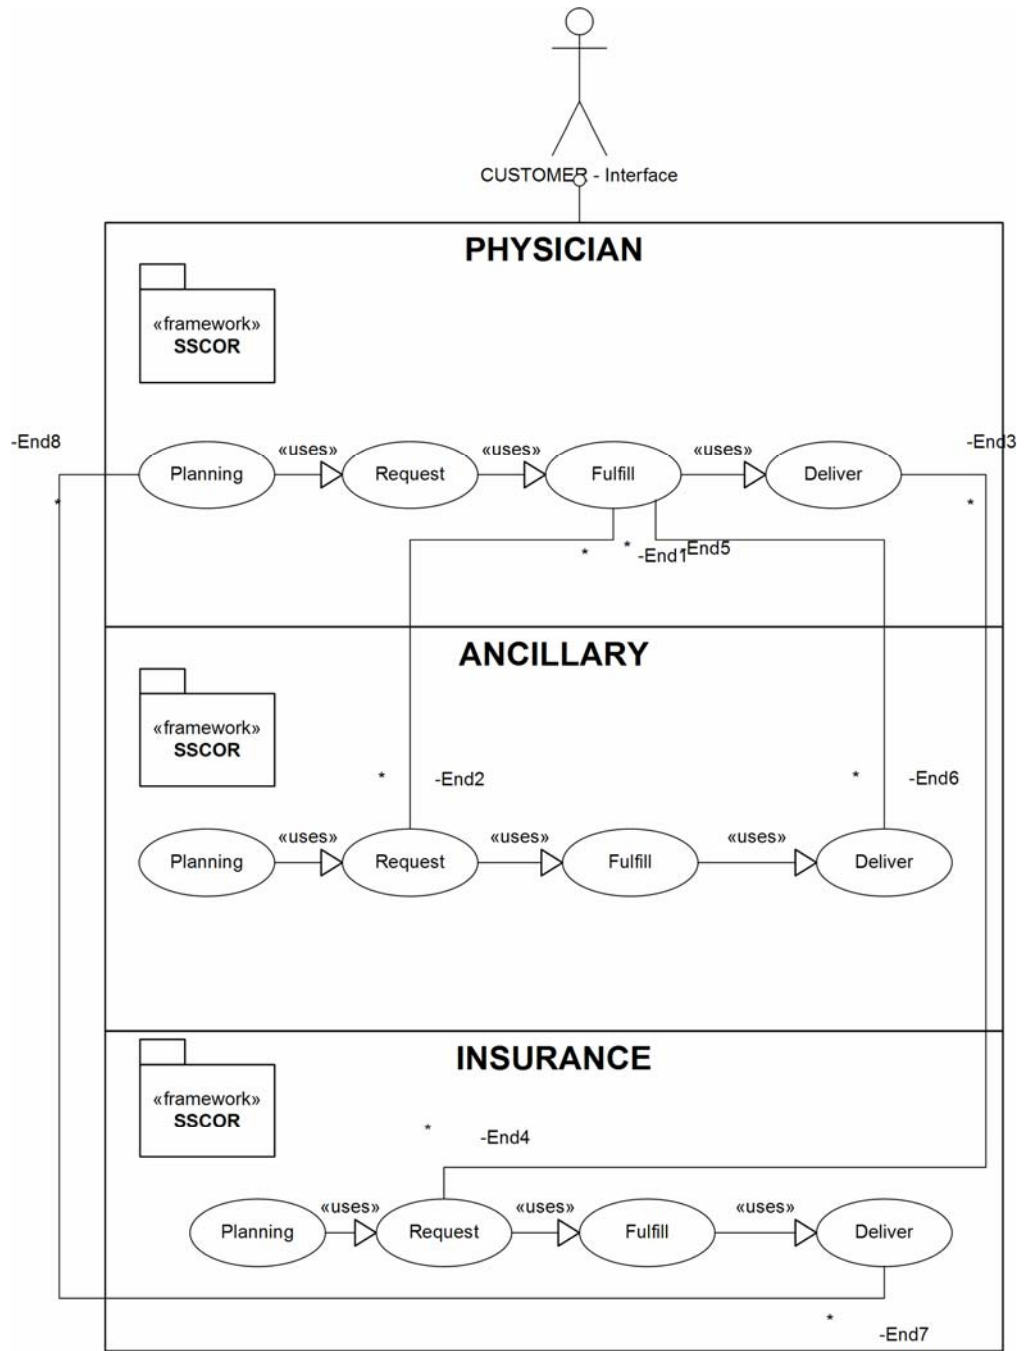 CUSTOMER - Interface
PHYSICIAN
«framework»
SSCOR
-End8
«uses»
«uses»
«uses»
-End3
Planning
Request
Fulfill
Deliver
*
*
*
*
-End1
-End5
ANCILLARY
«framework»
SSCOR
*
-End2
*
-End6
«uses»
«uses»
«uses»
Planning
Request
Fulfill
Deliver
INSURANCE
«framework»
SSCOR
*
-End4
«uses»
«uses»
«uses»
Planning
Request
Fulfill
Deliver
*
-End7